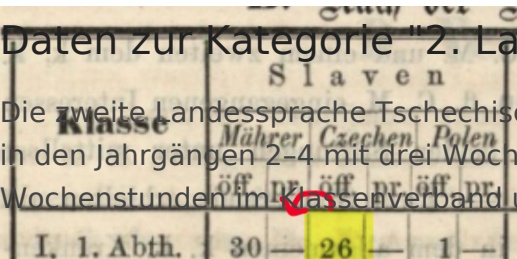 Daten zur Kategorie "2. La
Slaven
Die zweite Landessprache Tschechisc
Klasse
Mährer Czechen Polen
in den Jahrgängen 2–4 mit drei Woch
öff. pr. öff. pr. öff. pr.
Wochenstunden im Klassenverband u
I. 1. Abth. 30 — 26 — 1 —